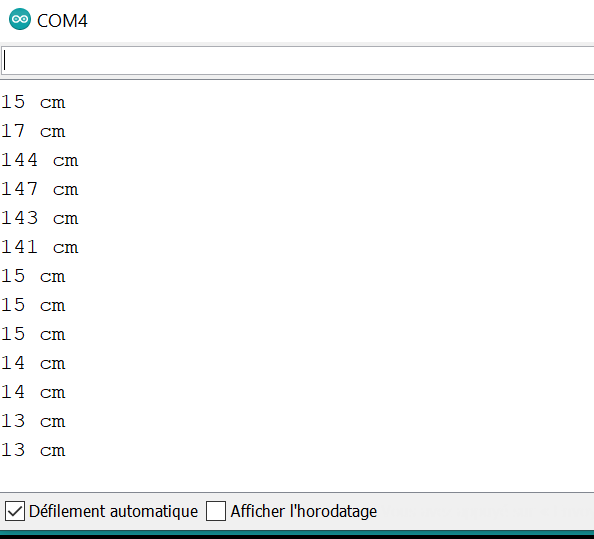 COM4
15 cm
17 cm
144 cm
147 cm
143 cm
141 cm
15 cm
15 cm
15 cm
14 cm
14 cm
13 cm
13 cm
Défilement automatique Afficher l'horodatage